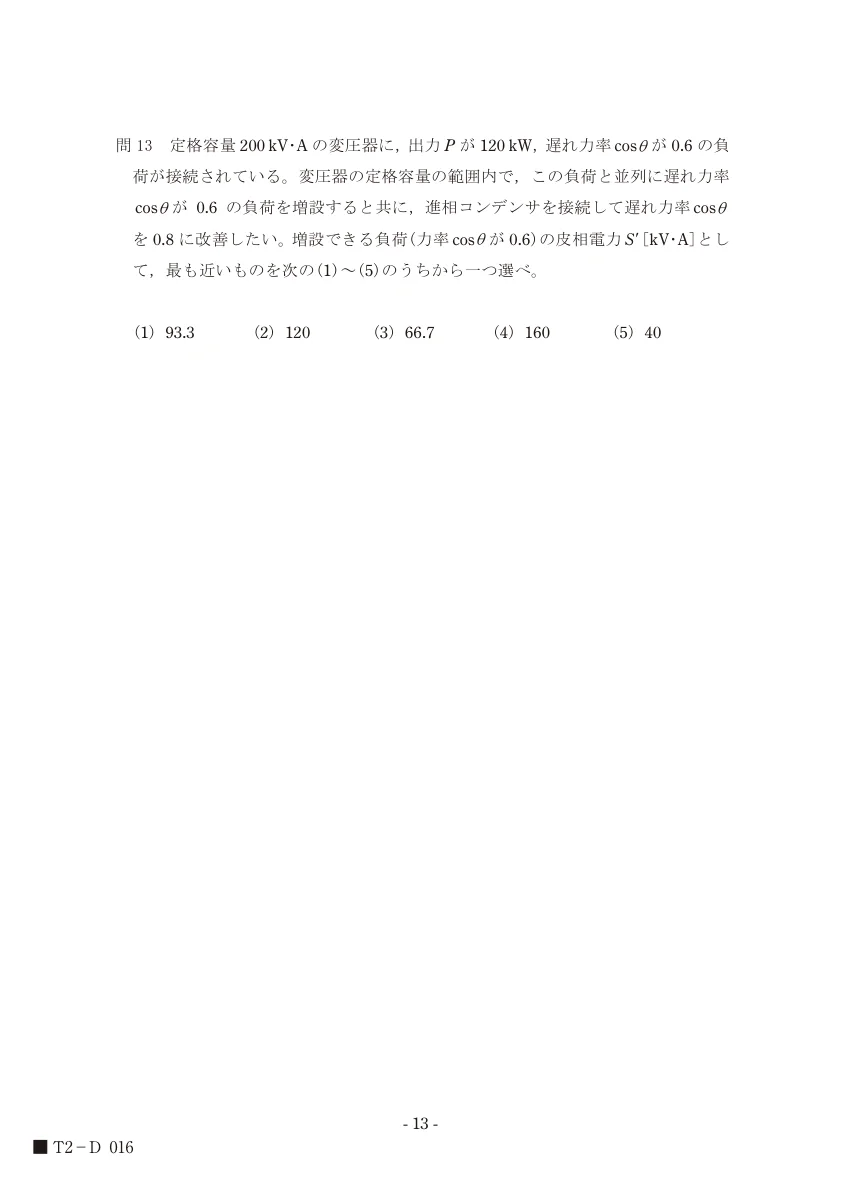 問 13　定格容量 200 kV･A の変圧器に，出力 P が 120 kW，遅れ力率 cosθ が 0.6 の負
荷が接続されている。変圧器の定格容量の範囲内で，この負荷と並列に遅れ力率
cosθ が 0.6 の負荷を増設すると共に，進相コンデンサを接続して遅れ力率 cosθ
を 0.8 に改善したい。増設できる負荷（力率 cosθ が 0.6）の皮相電力 S′［kV･A］とし
て，最も近いものを次の（1）～（5）のうちから一つ選べ。
（1） 93.3　（2） 120　（3） 66.7　（4） 160　（5） 40
- 13 -
■ T2－D 016